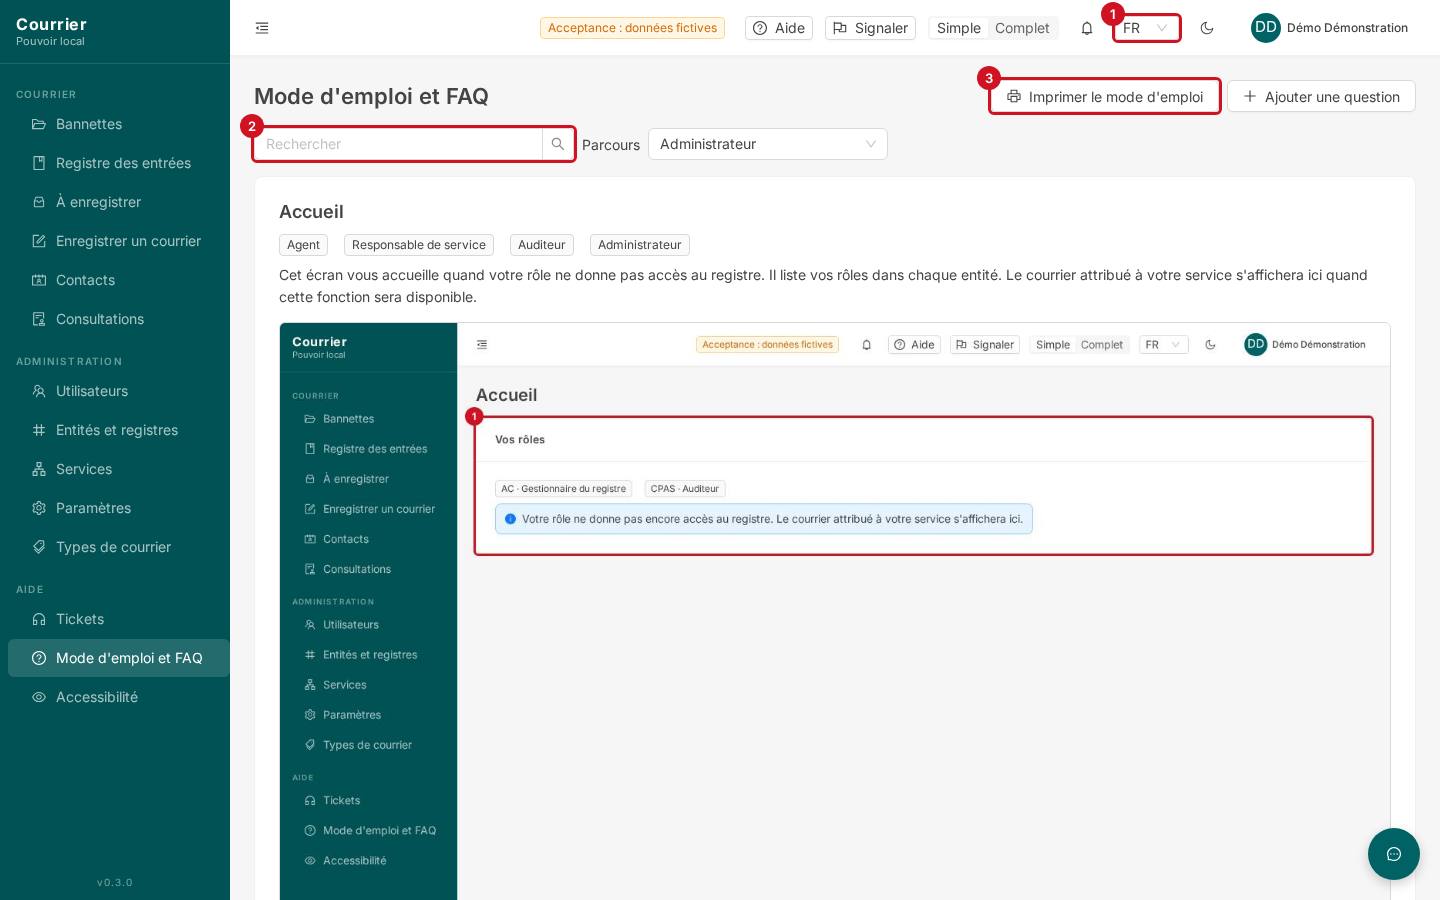 Courrier
Pouvoir local
Acceptance : données fictives
Aide
Signaler
Simple Complet
1
FR
DD Démo Démonstration
COURRIER
Bannettes
Registre des entrées
À enregistrer
Enregistrer un courrier
Contacts
Consultations
ADMINISTRATION
Utilisateurs
Entités et registres
Services
Paramètres
Types de courrier
AIDE
Tickets
Mode d'emploi et FAQ
Accessibilité
v0.3.0
Mode d'emploi et FAQ
3
Imprimer le mode d'emploi
Ajouter une question
2
Rechercher
Parcours
Administrateur
Accueil
Agent Responsable de service Auditeur Administrateur
Cet écran vous accueille quand votre rôle ne donne pas accès au registre. Il liste vos rôles dans chaque entité. Le courrier attribué à votre service s'affichera ici quand
cette fonction sera disponible.
Courrier
Pouvoir local
Acceptance : données fictives
Aide
Signaler
Simple Complet
FR
DD Démo Démonstration
COURRIER
Bannettes
Registre des entrées
À enregistrer
Enregistrer un courrier
Contacts
Consultations
ADMINISTRATION
Utilisateurs
Entités et registres
Services
Paramètres
Types de courrier
AIDE
Tickets
Mode d'emploi et FAQ
Accessibilité
Accueil
1
Vos rôles
AC · Gestionnaire du registre CPAS · Auditeur
Votre rôle ne donne pas encore accès au registre. Le courrier attribué à votre service s'affichera ici.